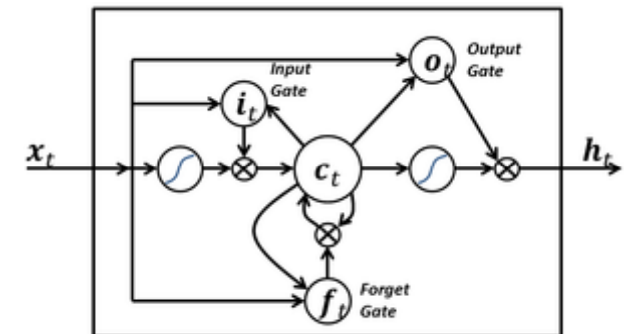 o_t
Output
Gate
Input
Gate
i_t
x_t
c_t
h_t
f_t
Forget
Gate